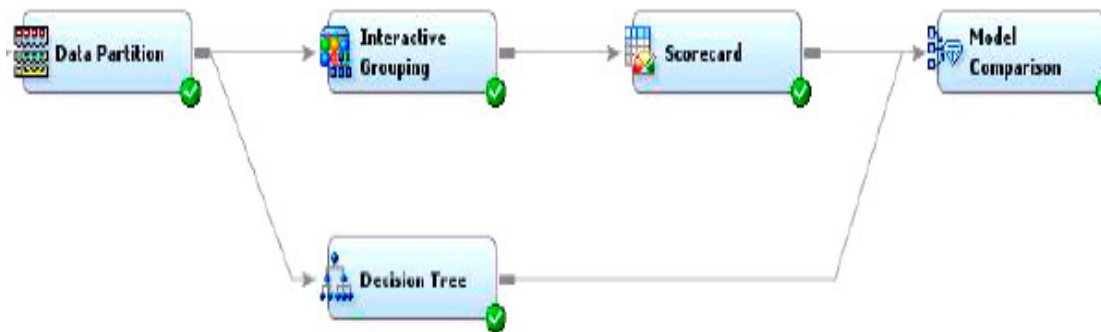 Data Partition
Interactive
Grouping
Scorecard
Model
Comparison
Decision Tree